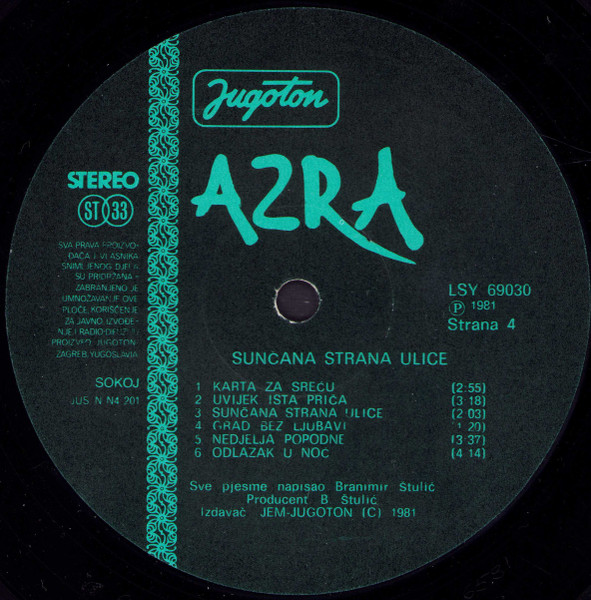 Jugoton
AZRA
STEREO
ST 33
SVA PRAVA PROIZVO-
ĐAČA I VLASNIKA
SNIMLJENOG DJELA
SU PRIDRŽANA -
ZABRANJENO JE
UMNOŽAVANJE OVE
PLOČE, KORIŠĆENJE
ZA JAVNO IZVOĐE-
NJE I RADIO-DIFUZIJU
PROIZVED JUGOTON-
ZAGREB, YUGOSLAVIA
SOKOJ
JUS N N4 201
LSY 69030
Ⓟ 1981
Strana 4
SUNČANA STRANA ULICE
1 KARTA ZA SREĆU (2:55)
2 UVIJEK ISTA PRIČA (3:18)
3 SUNČANA STRANA ULICE (2:03)
4 GRAD BEZ LJUBAVI
5 NEDJELJA POPODNE (3:37)
6 ODLAZAK U NOĆ (4:14)
Sve pjesme napisao Branimir Štulić
Producent B Štulić
Izdavač JEM-JUGOTON (C) 1981